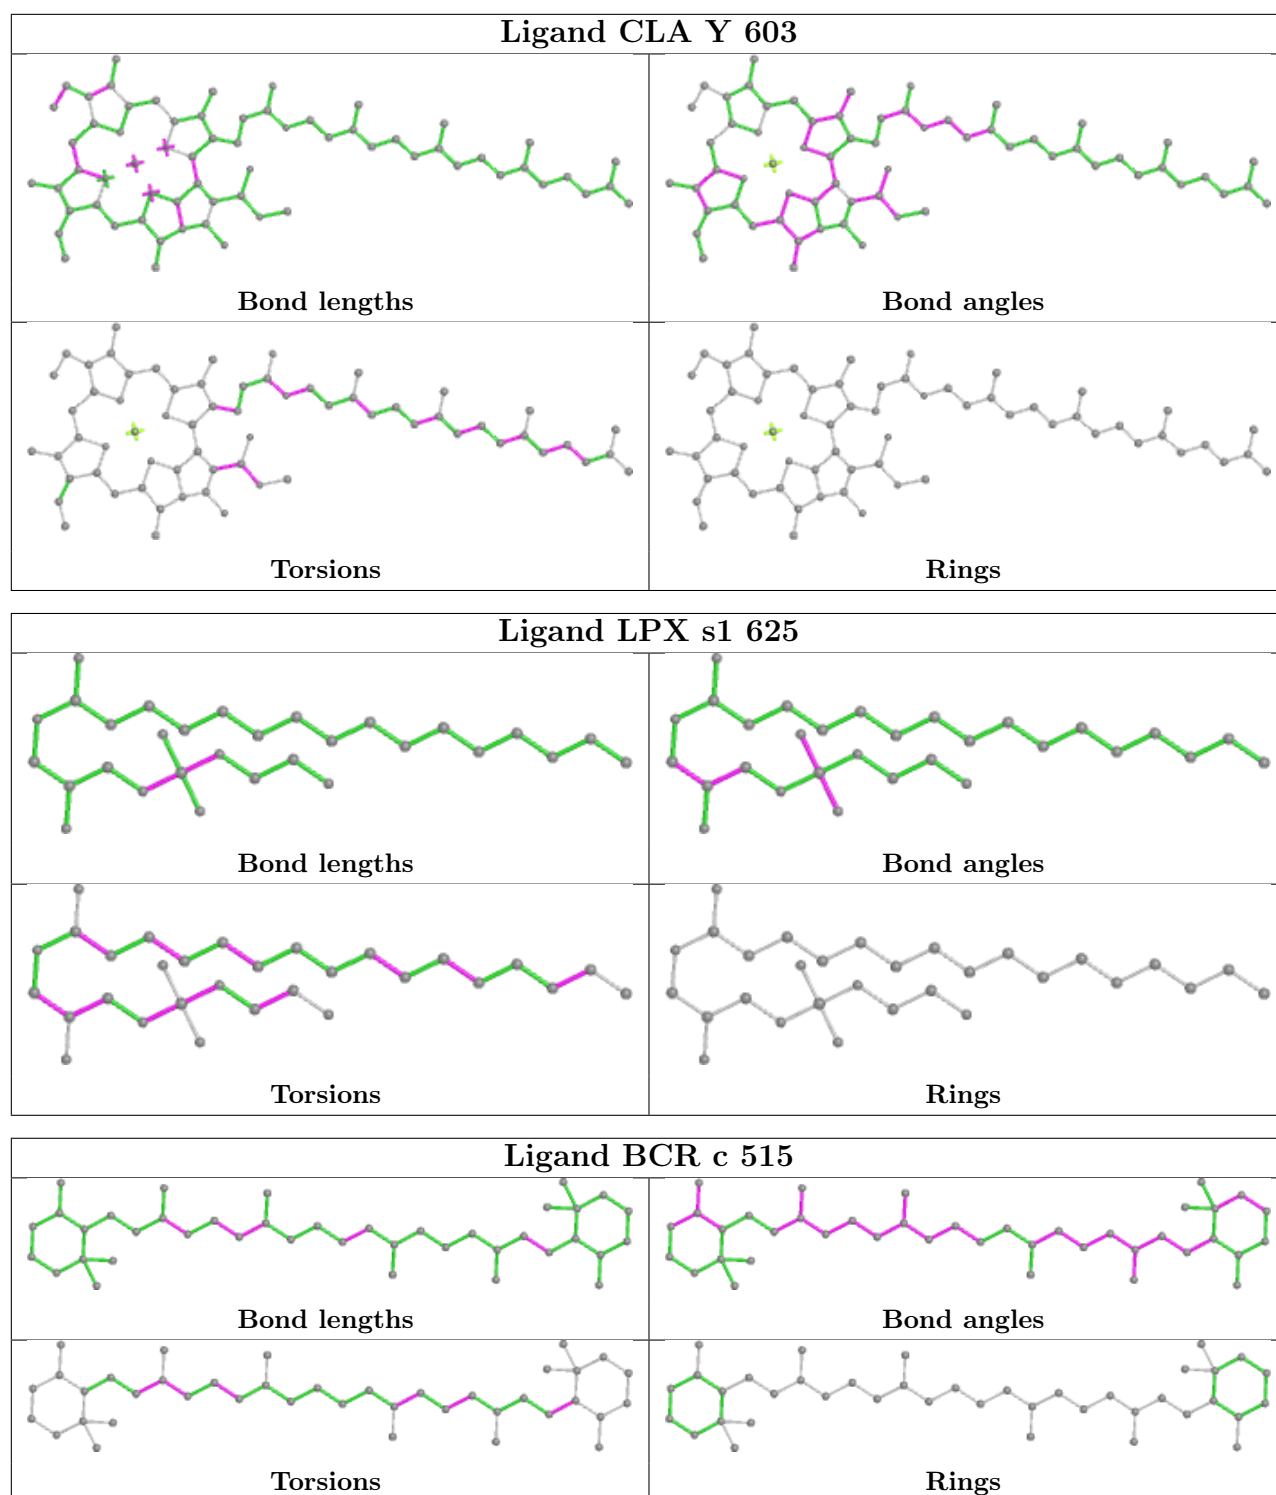 Ligand CLA Y 603
Bond lengths
Bond angles
Torsions
Rings
Ligand LPX s1 625
Bond lengths
Bond angles
Torsions
Rings
Ligand BCR c 515
Bond lengths
Bond angles
Torsions
Rings